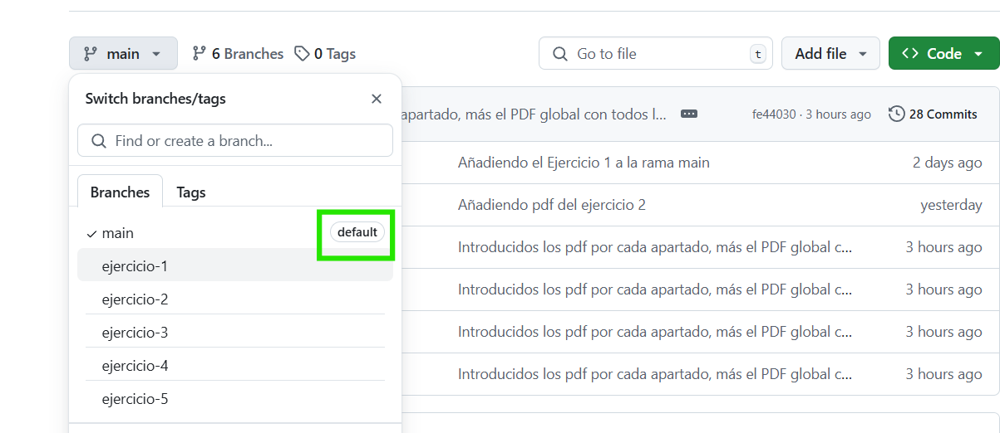 main 6 Branches 0 Tags Go to file t Add file Code
Switch branches/tags
apartado, más el PDF global con todos l... fe44030 · 3 hours ago 28 Commits
Find or create a branch...
Añadiendo el Ejercicio 1 a la rama main 2 days ago
Branches Tags
Añadiendo pdf del ejercicio 2 yesterday
main default
Introducidos los pdf por cada apartado, más el PDF global c... 3 hours ago
ejercicio-1
Introducidos los pdf por cada apartado, más el PDF global c... 3 hours ago
ejercicio-2
ejercicio-3
Introducidos los pdf por cada apartado, más el PDF global c... 3 hours ago
ejercicio-4
Introducidos los pdf por cada apartado, más el PDF global c... 3 hours ago
ejercicio-5